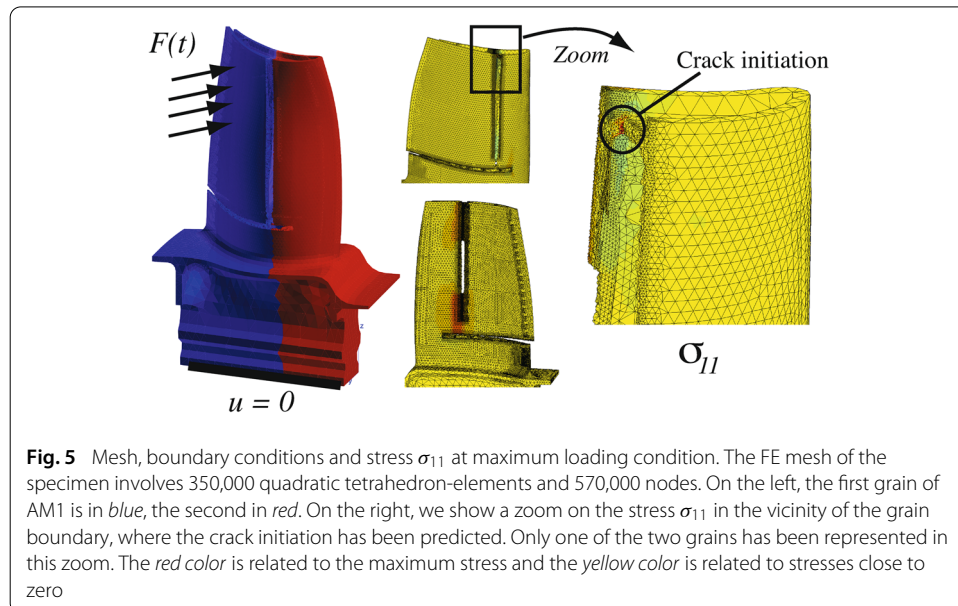 F(t)
Zoom
Crack initiation
z
u = 0
σ11
Fig. 5 Mesh, boundary conditions and stress σ11 at maximum loading condition. The FE mesh of the
specimen involves 350,000 quadratic tetrahedron-elements and 570,000 nodes. On the left, the first grain of
AM1 is in blue, the second in red. On the right, we show a zoom on the stress σ11 in the vicinity of the grain
boundary, where the crack initiation has been predicted. Only one of the two grains has been represented in
this zoom. The red color is related to the maximum stress and the yellow color is related to stresses close to
zero